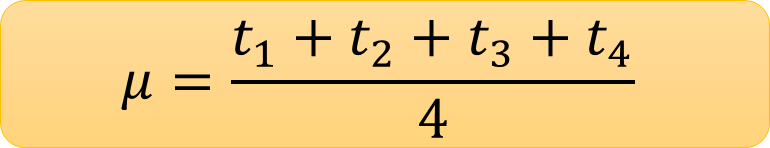 μ = (t₁ + t₂ + t₃ + t₄) / 4